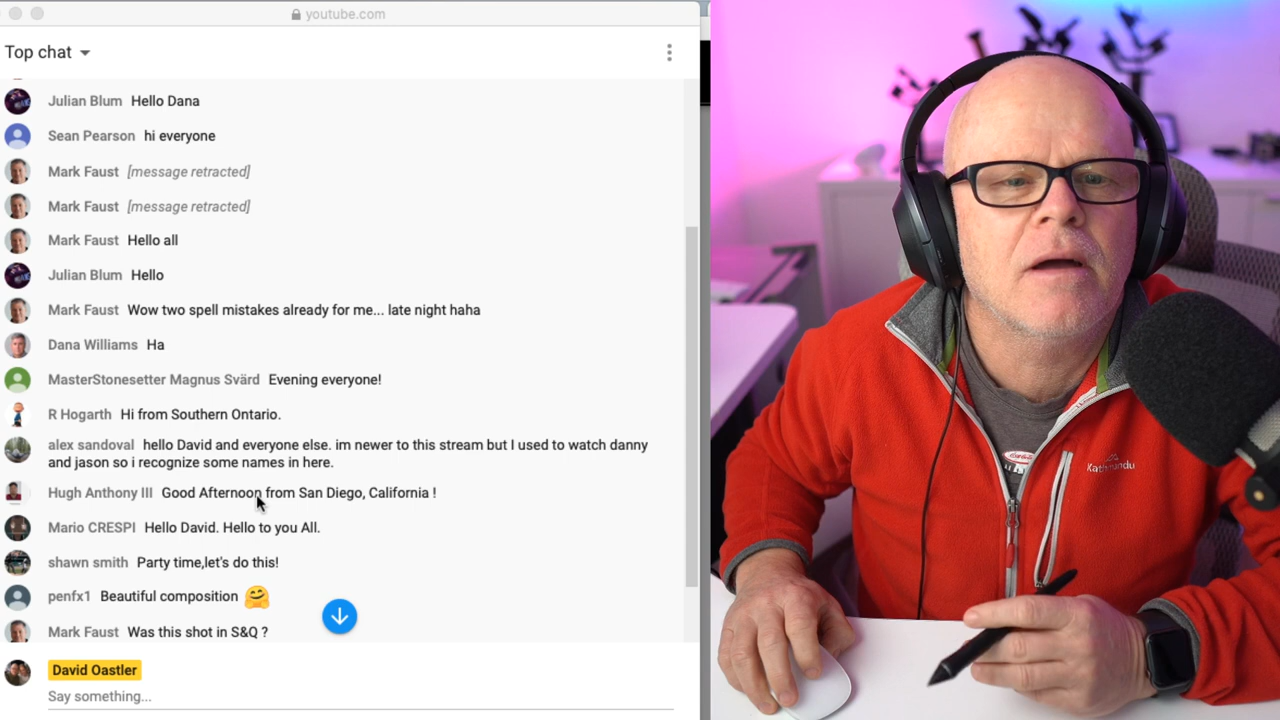 youtube.com
Top chat
Julian Blum Hello Dana
Sean Pearson hi everyone
Mark Faust [message retracted]
Mark Faust [message retracted]
Mark Faust Hello all
Julian Blum Hello
Mark Faust Wow two spell mistakes already for me... late night haha
Dana Williams Ha
MasterStonesetter Magnus Svärd Evening everyone!
R Hogarth Hi from Southern Ontario.
alex sandoval hello David and everyone else. im newer to this stream but I used to watch danny
and jason so i recognize some names in here.
Hugh Anthony III Good Afternoon from San Diego, California !
Mario CRESPI Hello David. Hello to you All.
shawn smith Party time,let's do this!
penfx1 Beautiful composition 🤗
Mark Faust Was this shot in S&Q ?
David Oastler
Say something...
Kathmandu